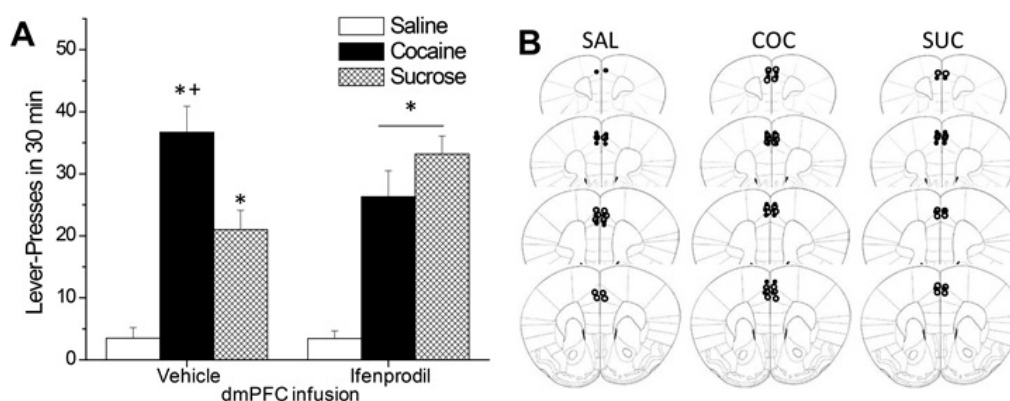 A
Lever-Presses in 30 min
50
40
30
20
10
0
Saline
Cocaine
Sucrose
*+
*
*
Vehicle
Ifenprodil
dmPFC infusion
B
SAL
COC
SUC